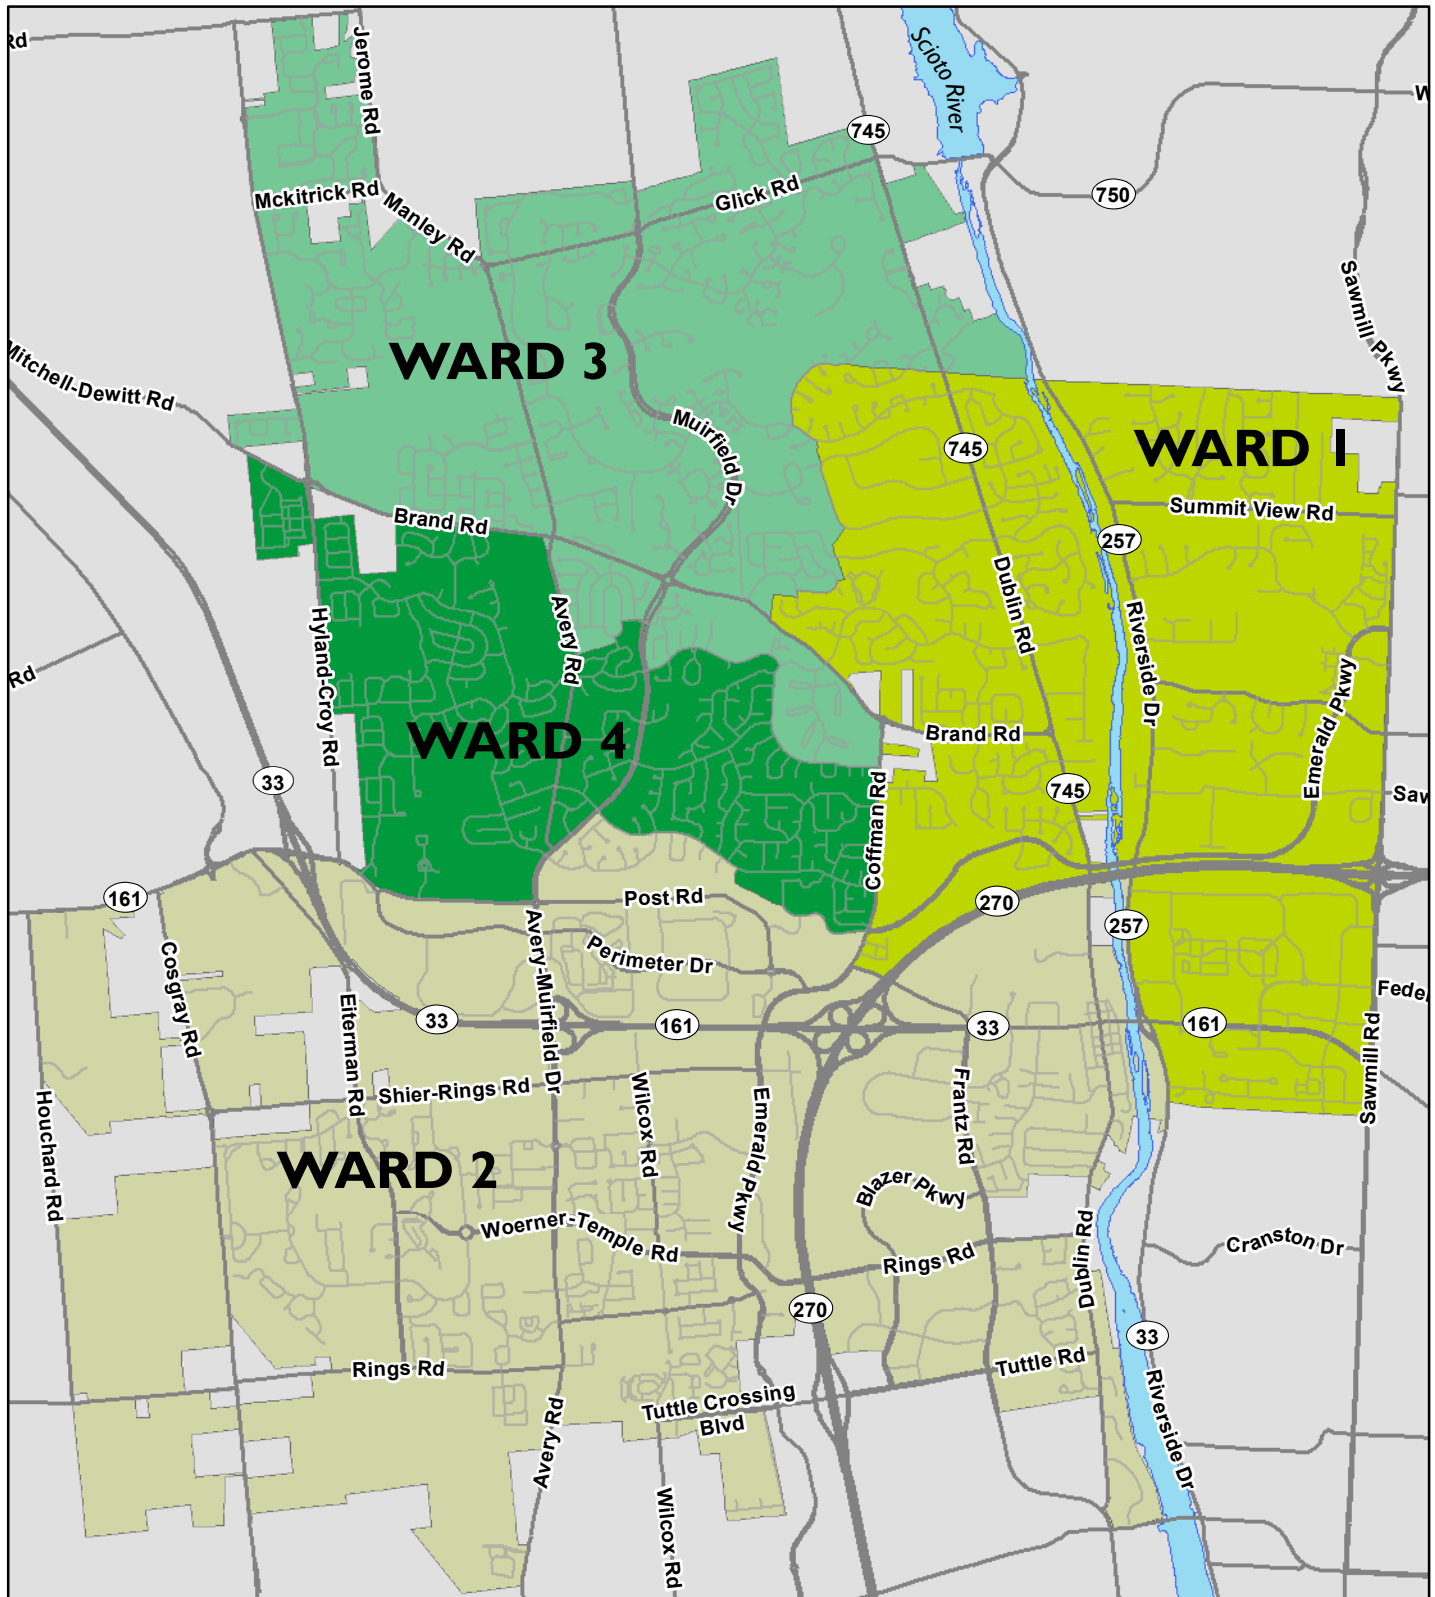 Rd
Jerome Rd
Scioto River
W
745
Mckitrick Rd
Manley Rd
Glick Rd
750
Sawmill Pkwy
Mitchell-Dewitt Rd
WARD 3
Muirfield Dr
745
WARD 1
Brand Rd
Summit View Rd
257
Dublin Rd
Hyland-Croy Rd
Avery Rd
Riverside Dr
Rd
Emerald Pkwy
WARD 4
Brand Rd
33
745
Saw
Coffman Rd
161
Post Rd
270
257
Cosgray Rd
Perimeter Dr
Avery-Muirfield Dr
Eiterman Rd
Fede
33
161
33
161
Sawmill Rd
Shier-Rings Rd
Wilcox Rd
Emerald Pkwy
Frantz Rd
Houchard Rd
WARD 2
Blazer Pkwy
Woerner-Temple Rd
Dublin Rd
Cranston Dr
Rings Rd
270
33
Rings Rd
Tuttle Rd
Tuttle Crossing
Blvd
Avery Rd
Riverside Dr
Wilcox Rd